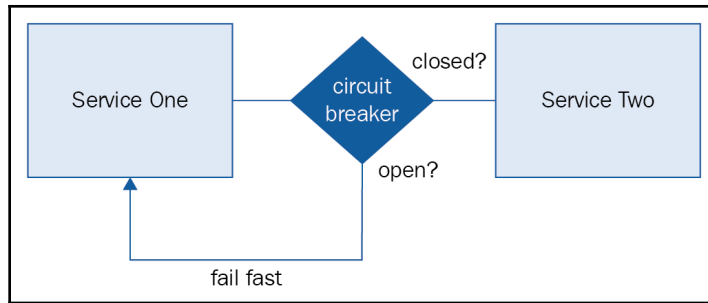 closed?
Service One
circuit
breaker
Service Two
open?
fail fast